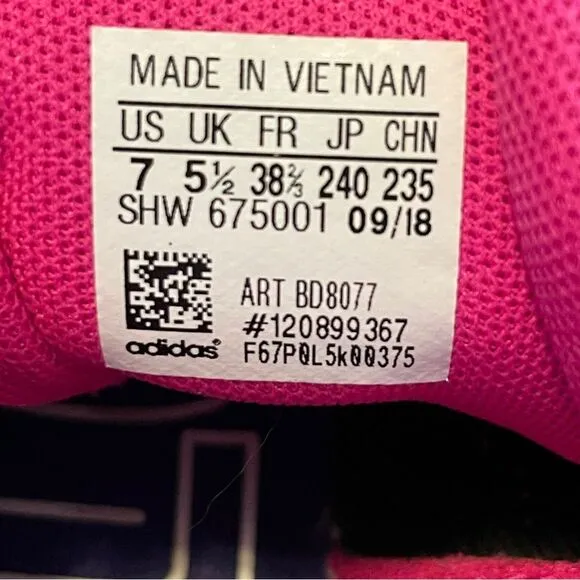 MADE IN VIETNAM
US UK FR JP CHN
7 5½ 38⅔ 240 235
SHW 675001 09/18
ART BD8077
#120899367
adidas® F67P0L5k00375